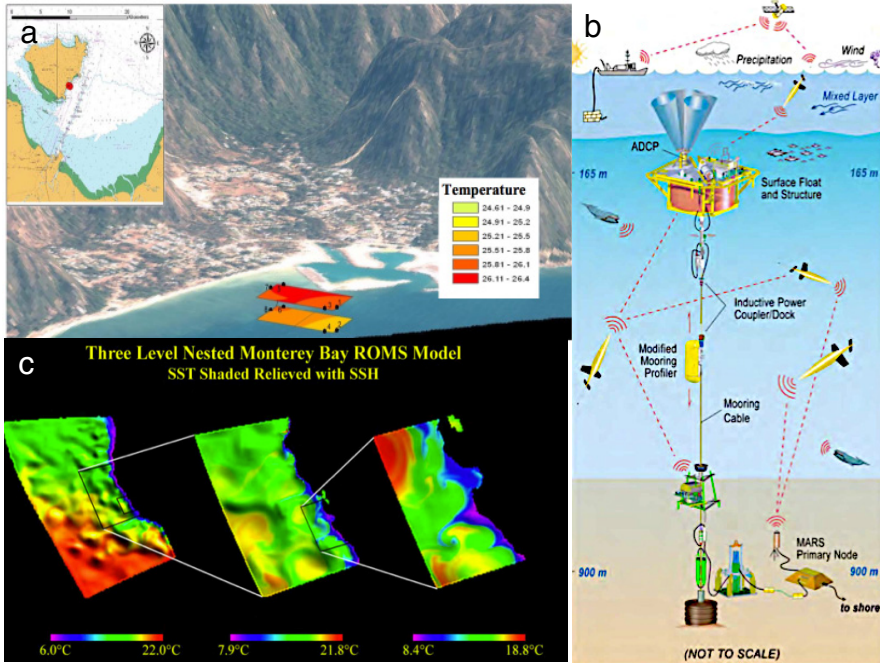 a
Temperature
24.61 - 24.9
24.91 - 25.2
25.21 - 25.5
25.51 - 25.8
25.81 - 26.1
26.11 - 26.4
b
Precipitation
Wind
Mixed Layer
ADCP
165 m
165 m
Surface Float
and Structure
Inductive Power
Coupler/Dock
Modified
Mooring
Profiler
Mooring
Cable
MARS
Primary Node
900 m
900 m
to shore
(NOT TO SCALE)
c
Three Level Nested Monterey Bay ROMS Model
SST Shaded Relieved with SSH
6.0°C
22.0°C
7.9°C
21.8°C
8.4°C
18.8°C